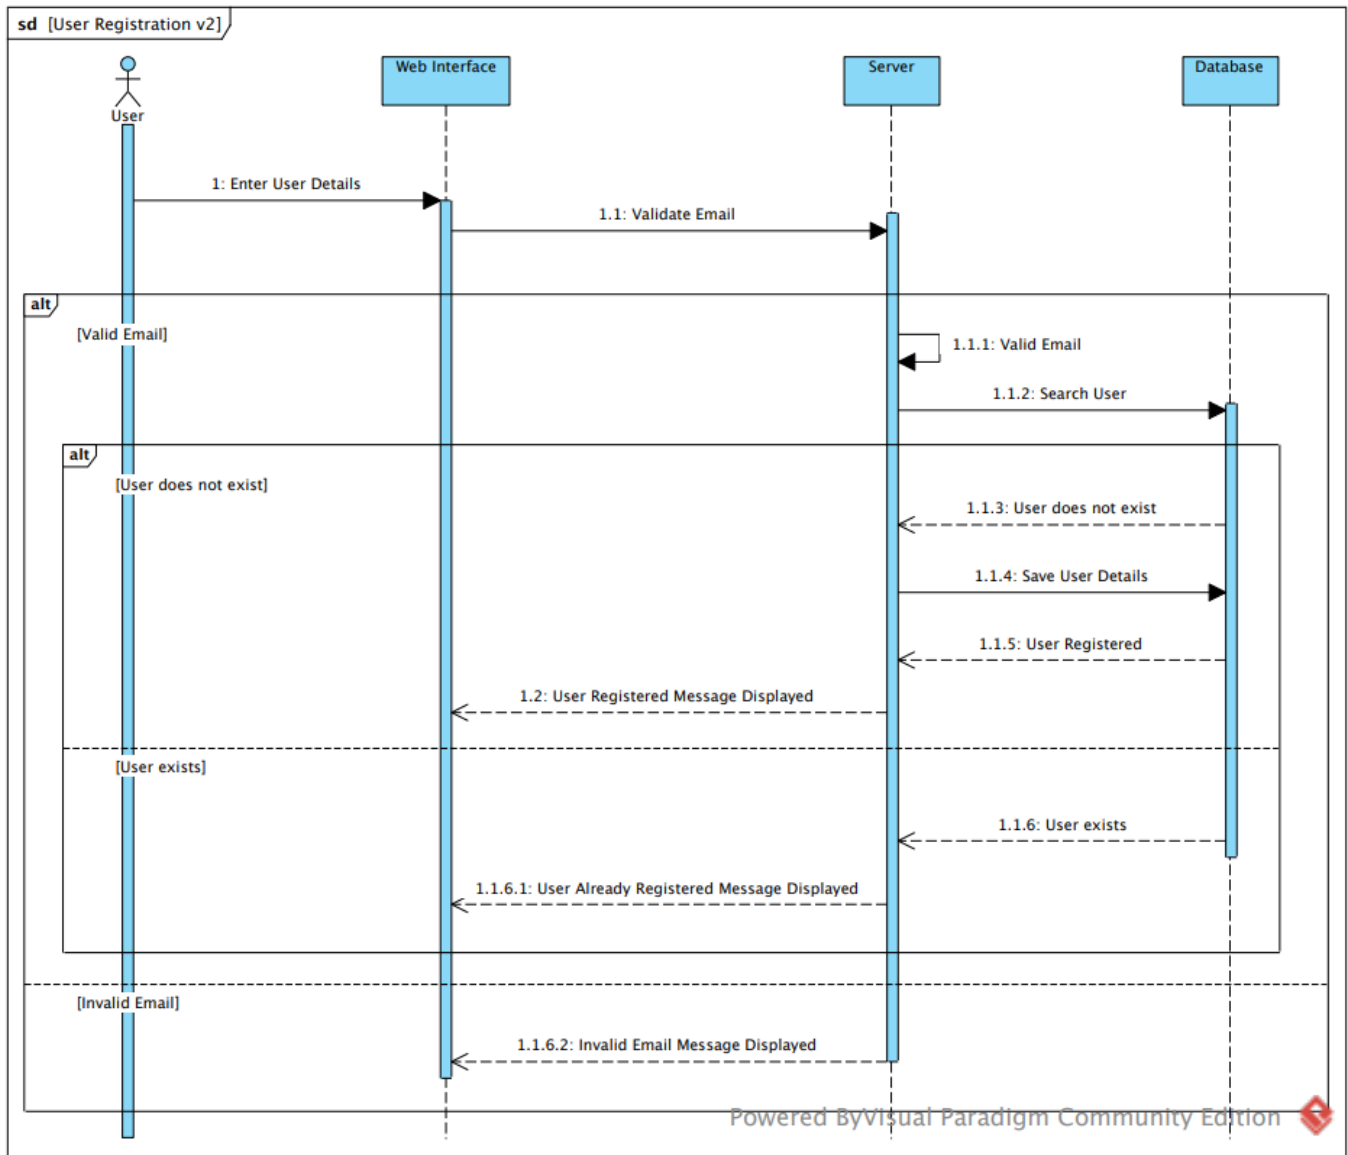 sd [User Registration v2]
Web Interface
Server
Database
User
1: Enter User Details
1.1: Validate Email
alt
[Valid Email]
1.1.1: Valid Email
1.1.2: Search User
alt
[User does not exist]
1.1.3: User does not exist
1.1.4: Save User Details
1.1.5: User Registered
1.2: User Registered Message Displayed
[User exists]
1.1.6: User exists
1.1.6.1: User Already Registered Message Displayed
[Invalid Email]
1.1.6.2: Invalid Email Message Displayed
Powered ByVisual Paradigm Community Edition